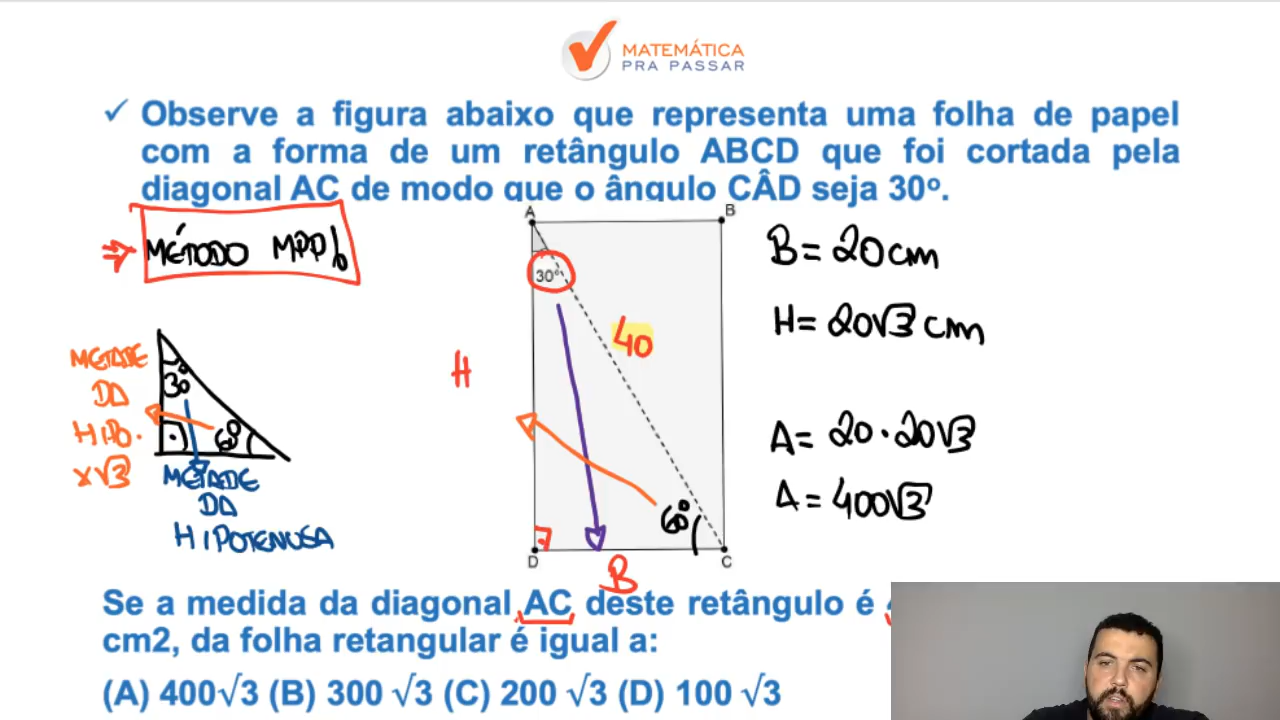 MATEMÁTICA
PRA PASSAR
✓ Observe a figura abaixo que representa uma folha de papel
com a forma de um retângulo ABCD que foi cortada pela
diagonal AC de modo que o ângulo CÂD seja 30º.
⇒ MÉTODO MPP!
METADE
DA
HIPO.
x√3
30°
60°
METADE
DA
HIPOTENUSA
A
B
30°
40
H
60°
D
C
B
B = 20cm
H = 20√3 cm
A = 20 · 20√3
A = 400√3
Se a medida da diagonal AC deste retângulo é
cm2, da folha retangular é igual a:
(A) 400√3 (B) 300 √3 (C) 200 √3 (D) 100 √3